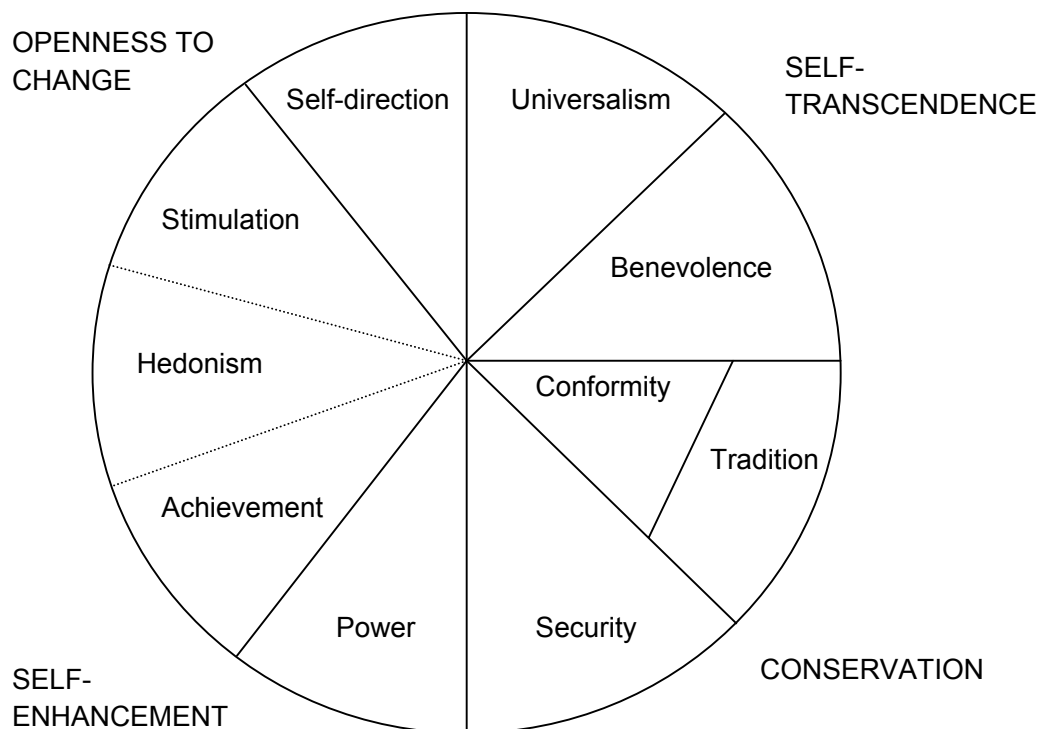 OPENNESS TO
CHANGE
SELF-
TRANSCENDENCE
Self-direction
Universalism
Stimulation
Benevolence
Hedonism
Conformity
Tradition
Achievement
Power
Security
SELF-
ENHANCEMENT
CONSERVATION